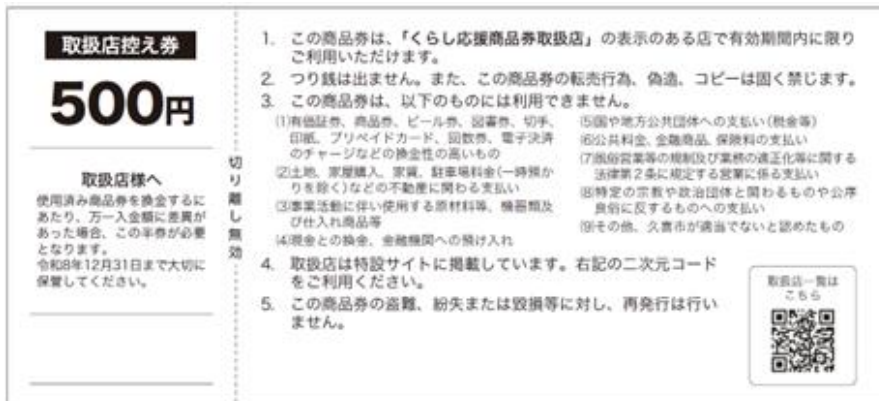 取扱店控え券
500円
取扱店様へ
使用済み商品券を換金するに
あたり、万一入金額に差異が
あった場合、この半券が必要
となります。
令和8年12月31日まで大切に
保管してください。
切り離し無効
1. この商品券は、「くらし応援商品券取扱店」の表示のある店で有効期間内に限り
ご利用いただけます。
2. つり銭は出ません。また、この商品券の転売行為、偽造、コピーは固く禁じます。
3. この商品券は、以下のものには利用できません。
(1)有価証券、商品券、ビール券、図書券、切手、
印紙、プリペイドカード、回数券、電子決済
のチャージなどの換金性の高いもの
(2)土地、家屋購入、家賃、駐車場料金(一時預か
りを除く)などの不動産に関わる支払い
(3)事業活動に伴い使用する原材料等、機器類及
び仕入れ商品等
(4)現金との換金、金融機関への預け入れ
(5)国や地方公共団体への支払い(税金等)
(6)公共料金、金融商品、保険料の支払い
(7)風俗営業等の規制及び業務の適正化等に関する
法律第2条に規定する営業に係る支払い
(8)特定の宗教や政治団体と関わるものや公序
良俗に反するものへの支払い
(9)その他、久喜市が適当でないと認めたもの
4. 取扱店は特設サイトに掲載しています。右記の二次元コード
をご利用ください。
5. この商品券の盗難、紛失または毀損等に対し、再発行は行い
ません。
取扱店一覧は
こちら